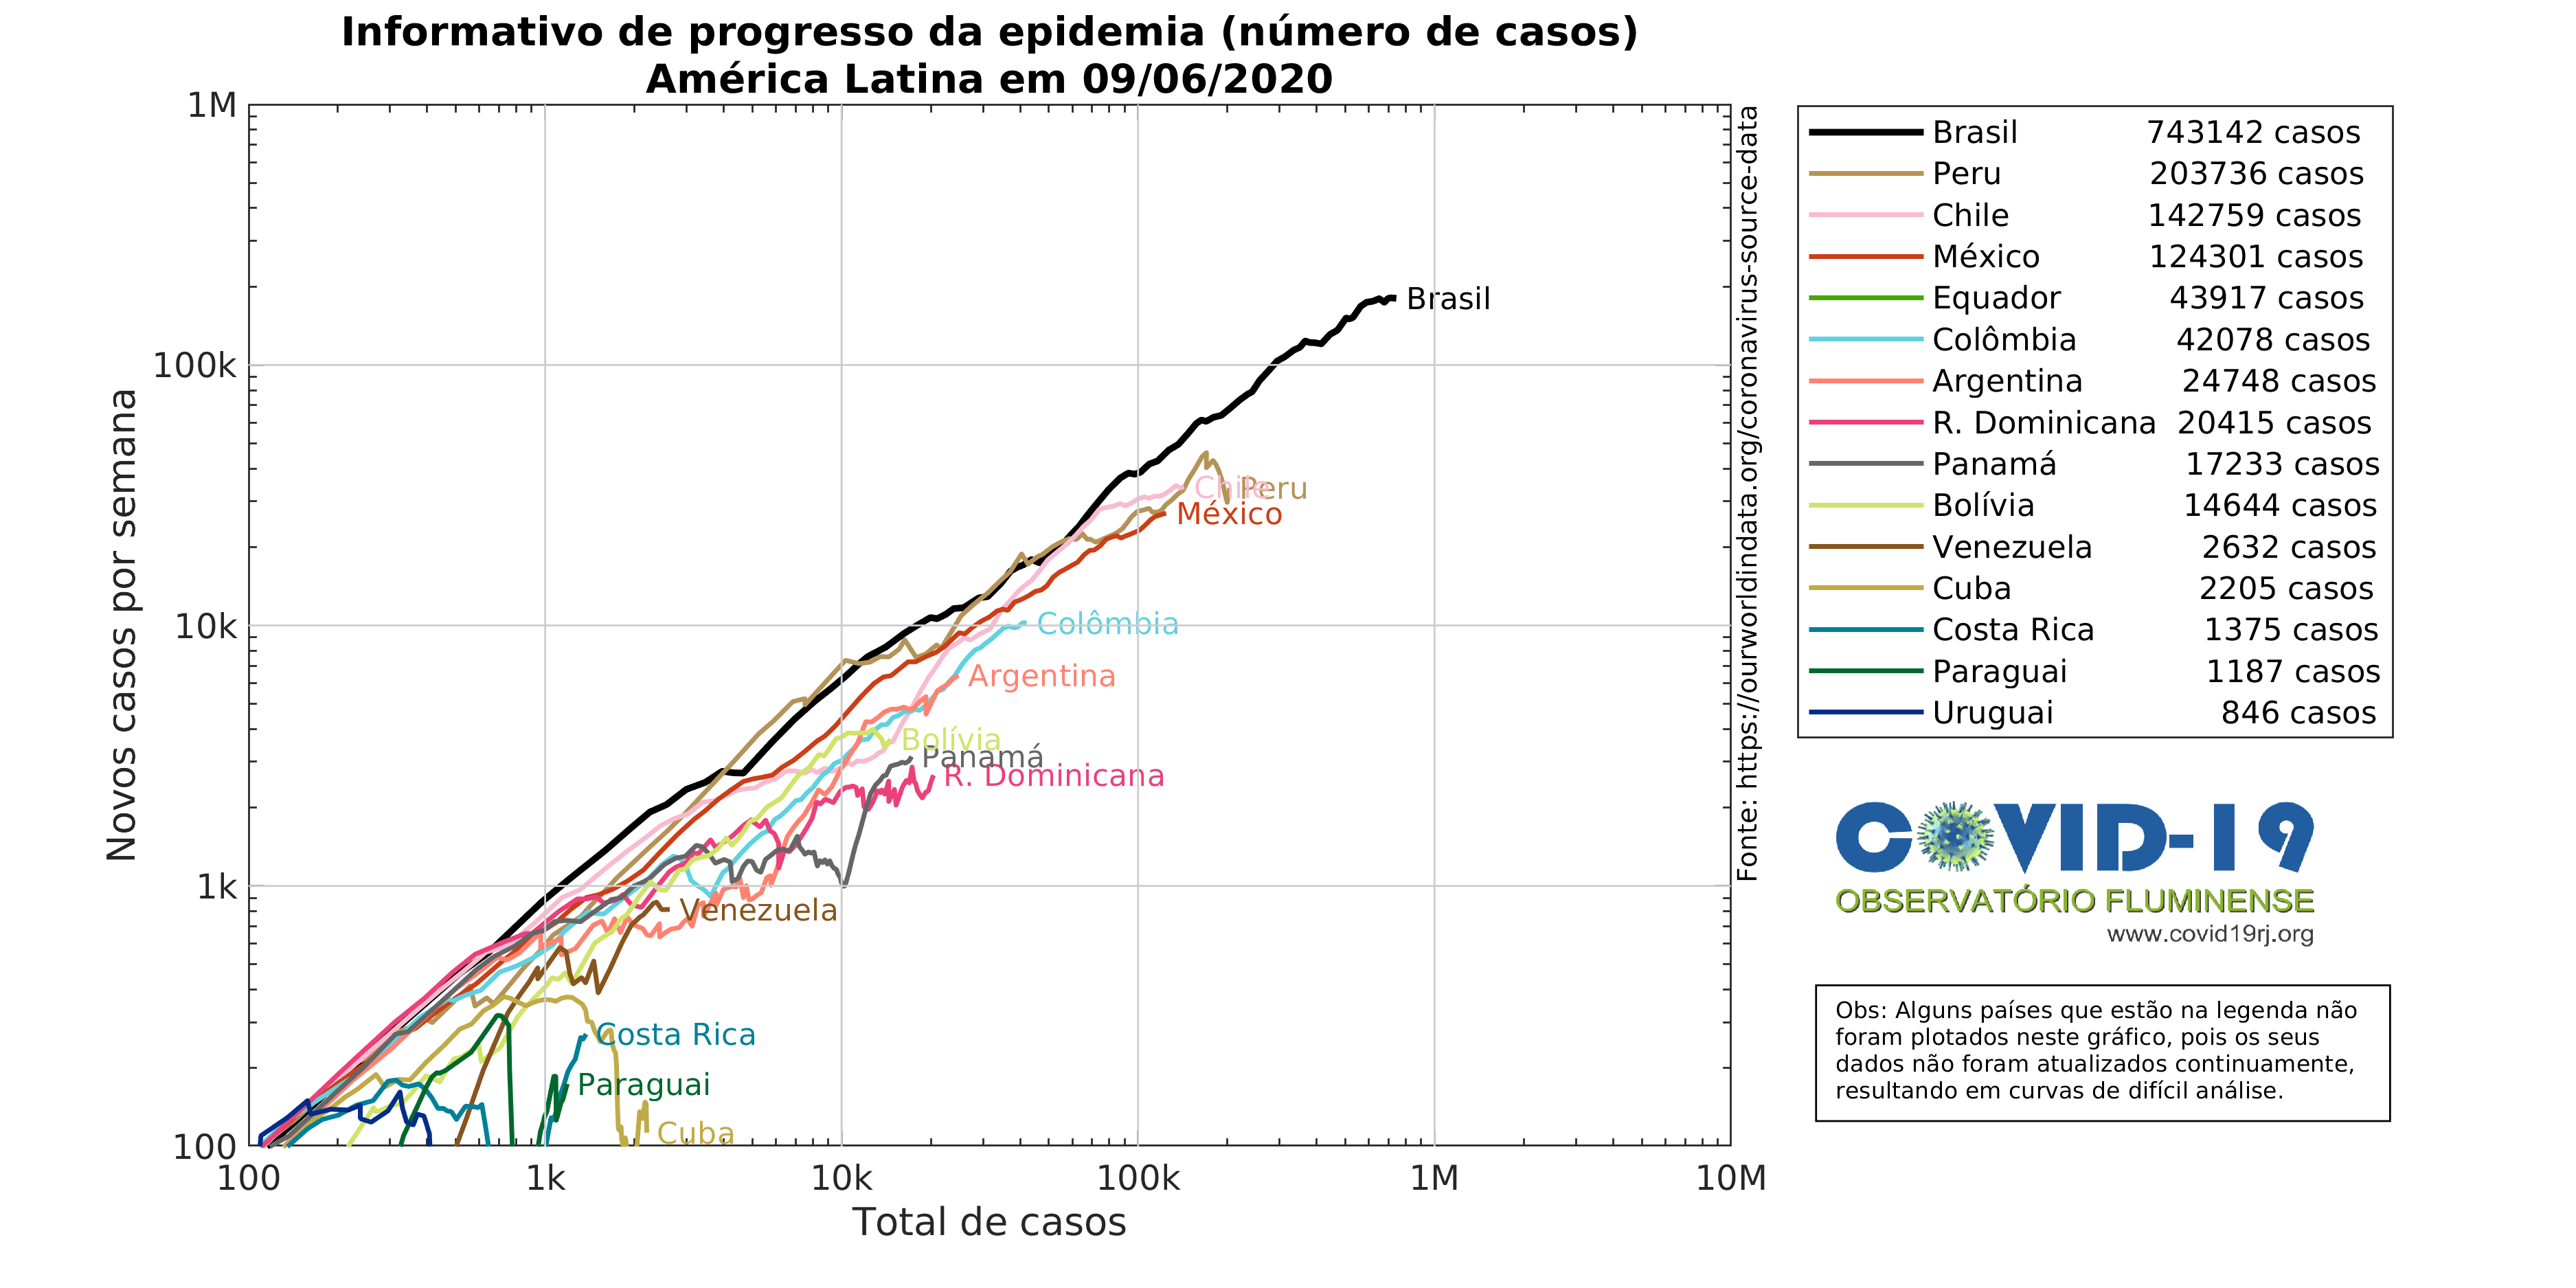 Informativo de progresso da epidemia (número de casos)
América Latina em 09/06/2020
1M
100k
10k
1k
100
Novos casos por semana
100 1k 10k 100k 1M 10M
Total de casos
Brasil
Chile
Peru
México
Colômbia
Argentina
Bolívia
Panamá
R. Dominicana
Venezuela
Costa Rica
Paraguai
Cuba
Fonte: https://ourworldindata.org/coronavirus-source-data
Brasil 743142 casos
Peru 203736 casos
Chile 142759 casos
México 124301 casos
Equador 43917 casos
Colômbia 42078 casos
Argentina 24748 casos
R. Dominicana 20415 casos
Panamá 17233 casos
Bolívia 14644 casos
Venezuela 2632 casos
Cuba 2205 casos
Costa Rica 1375 casos
Paraguai 1187 casos
Uruguai 846 casos
COVID-19
OBSERVATÓRIO FLUMINENSE
www.covid19rj.org
Obs: Alguns países que estão na legenda não
foram plotados neste gráfico, pois os seus
dados não foram atualizados continuamente,
resultando em curvas de difícil análise.